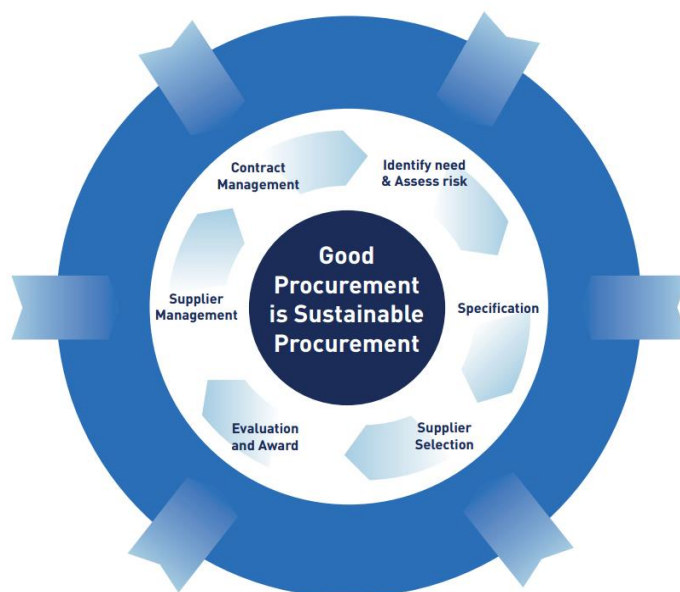 Contract
Management
Identify need
& Assess risk
Good
Procurement
is Sustainable
Procurement
Supplier
Management
Specification
Evaluation
and Award
Supplier
Selection